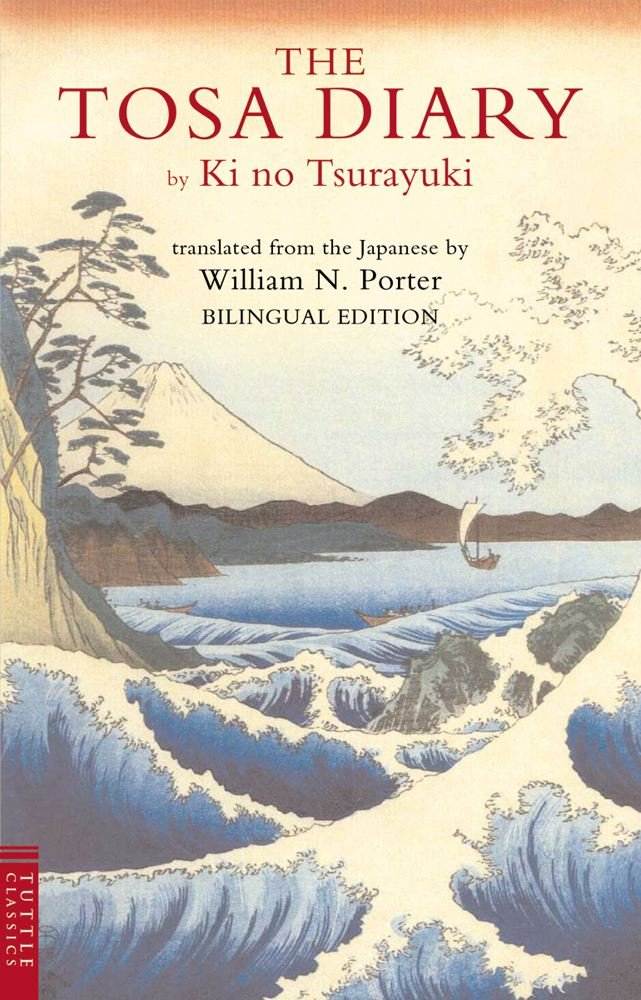 THE
TOSA DIARY
by Ki no Tsurayuki
translated from the Japanese by
William N. Porter
BILINGUAL EDITION
TUTTLE
CLASSICS